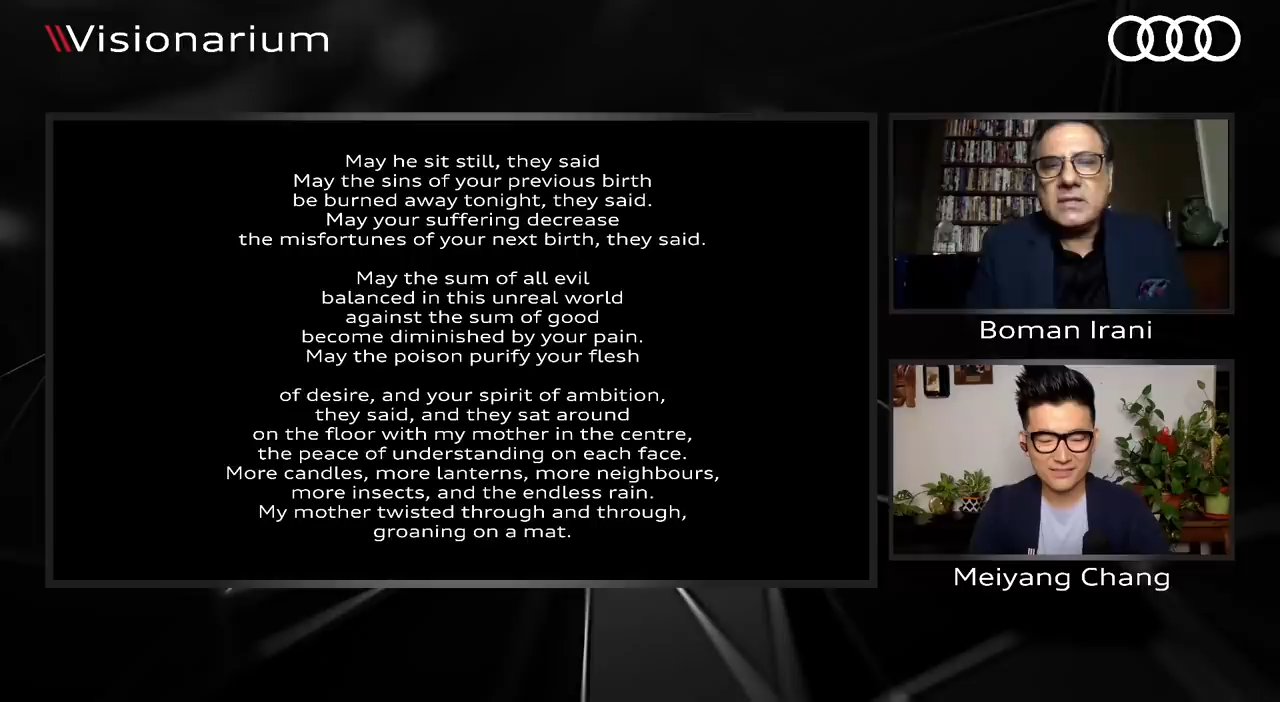 Visionarium
May he sit still, they said
May the sins of your previous birth
be burned away tonight, they said.
May your suffering decrease
the misfortunes of your next birth, they said.
May the sum of all evil
balanced in this unreal world
against the sum of good
become diminished by your pain.
May the poison purify your flesh
of desire, and your spirit of ambition,
they said, and they sat around
on the floor with my mother in the centre,
the peace of understanding on each face.
More candles, more lanterns, more neighbours,
more insects, and the endless rain.
My mother twisted through and through,
groaning on a mat.
Boman Irani
Meiyang Chang